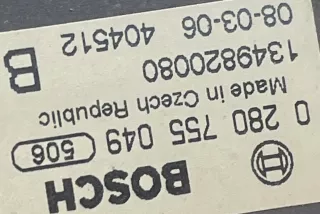 BOSCH
0 280 755 049 506
Made in Czech Republic
1349820080 B
08-03-06 404512